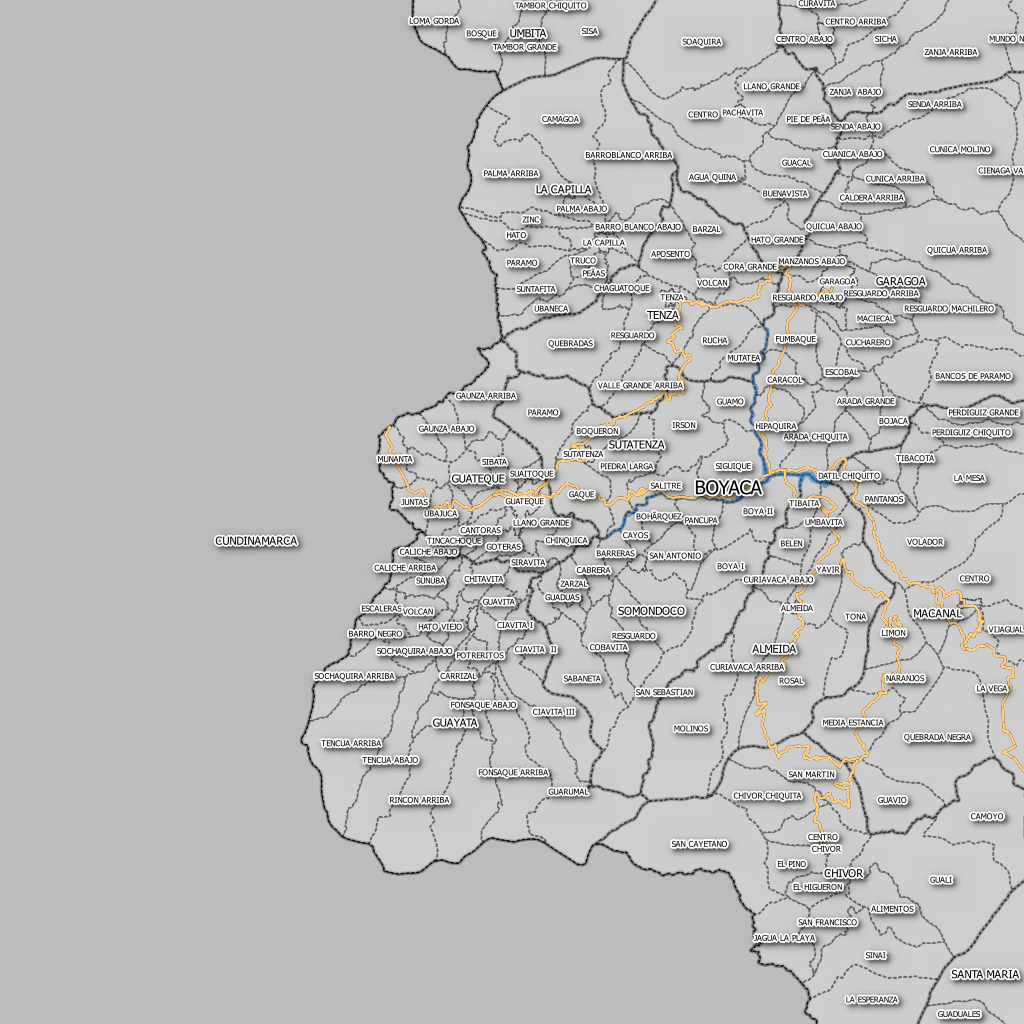 CURAVITA
TAMBOR CHIQUITO
LOMA GORDA
CENTRO ARRIBA
BOSQUE
UMBITA
SISA
SOAQUIRA
CENTRO ABAJO
SICHA
MUNDO N
TAMBOR GRANDE
ZANJA ARRIBA
LLANO GRANDE
ZANJA ABAJO
SENDA ARRIBA
CENTRO
PACHAVITA
CAMAGOA
PIE DE PEÃA
SENDA ABAJO
CUNICA MOLINO
BARROBLANCO ARRIBA
CUANICA ABAJO
GUACAL
CIENAGA VA
PALMA ARRIBA
AGUA QUINA
CUNICA ARRIBA
LA CAPILLA
BUENAVISTA
CALDERA ARRIBA
PALMA ABAJO
ZINC
BARRO BLANCO ABAJO
BARZAL
QUICUA ABAJO
HATO
LA CAPILLA
HATO GRANDE
QUICUA ARRIBA
APOSENTO
TRUCO
PARAMO
MANZANOS ABAJO
CORA GRANDE
PEÃAS
VOLCAN
GARAGOA
GARAGOA
SUNTAFITA
CHAGUATOQUE
TENZA
RESGUARDO ABAJO
RESGUARDO ARRIBA
UBANECA
TENZA
RESGUARDO MACHILERO
MACIECAL
RESGUARDO
RUCHA
FUMBAQUE
CUCHARERO
QUEBRADAS
MUTATEA
ESCOBAL
BANCOS DE PARAMO
CARACOL
VALLE GRANDE ARRIBA
GAUNZA ARRIBA
GUAMO
ARADA GRANDE
PARAMO
PERDIGUIZ GRANDE
BOJACA
GAUNZA ABAJO
BOQUERON
IRSON
HIPAQUIRA
ARADA CHIQUITA
PERDIGUIZ CHIQUITO
SUTATENZA
SUTATENZA
MUNANTA
SIBATA
PIEDRA LARGA
SIGUIQUE
TIBACOTA
SUAITOQUE
GUATEQUE
DATIL CHIQUITO
LA MESA
SALITRE
BOYACA
JUNTAS
GUATEQUE
GAQUE
TIBAITA
PANTANOS
UBAJUCA
BOHÃRQUEZ
PANCUPA
BOYA II
UMBAVITA
LLANO GRANDE
CANTORAS
CUNDINAMARCA
TINCACHOQUE
CHINQUICA
CAYOS
BELEN
VOLADOR
GOTERAS
CALICHE ABAJO
BARRERAS
SAN ANTONIO
SIRAVITA
CALICHE ARRIBA
CABRERA
BOYA I
YAVIR
SUNUBA
CHITAVITA
ZARZAL
CURIAVACA ABAJO
CENTRO
GUADUAS
GUAVITA
ESCALERAS
VOLCAN
SOMONDOCO
ALMEIDA
TONA
MACANAL
HATO VIEJO
CIAVITA I
VIJAGUAL
BARRO NEGRO
RESGUARDO
LIMON
SOCHAQUIRA ABAJO
POTRERITOS
CIAVITA II
COBAVITA
ALMEIDA
SOCHAQUIRA ARRIBA
CARRIZAL
SABANETA
CURIAVACA ARRIBA
ROSAL
NARANJOS
SAN SEBASTIAN
LA VEGA
FONSAQUE ABAJO
CIAVITA III
GUAYATA
MOLINOS
MEDIA ESTANCIA
QUEBRADA NEGRA
TENCUA ARRIBA
TENCUA ABAJO
FONSAQUE ARRIBA
SAN MARTIN
RINCON ARRIBA
GUARUMAL
CHIVOR CHIQUITA
GUAVIO
CAMOYO
CENTRO
SAN CAYETANO
CHIVOR
EL PINO
CHIVOR
GUALI
EL HIGUERON
ALIMENTOS
SAN FRANCISCO
JAGUA LA PLAYA
SINAI
SANTA MARIA
LA ESPERANZA
GUADUALES